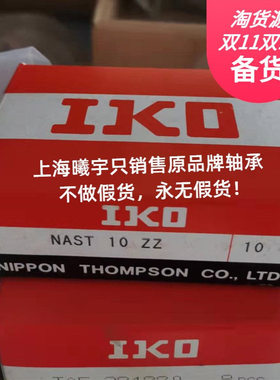 淘货源
双11双
备货
IKO
上海曦宇只销售原品牌轴承
不做假货，永无假货！
IKO
NAST 10 ZZ
10
NIPPON THOMPSON CO., LTD
IKO